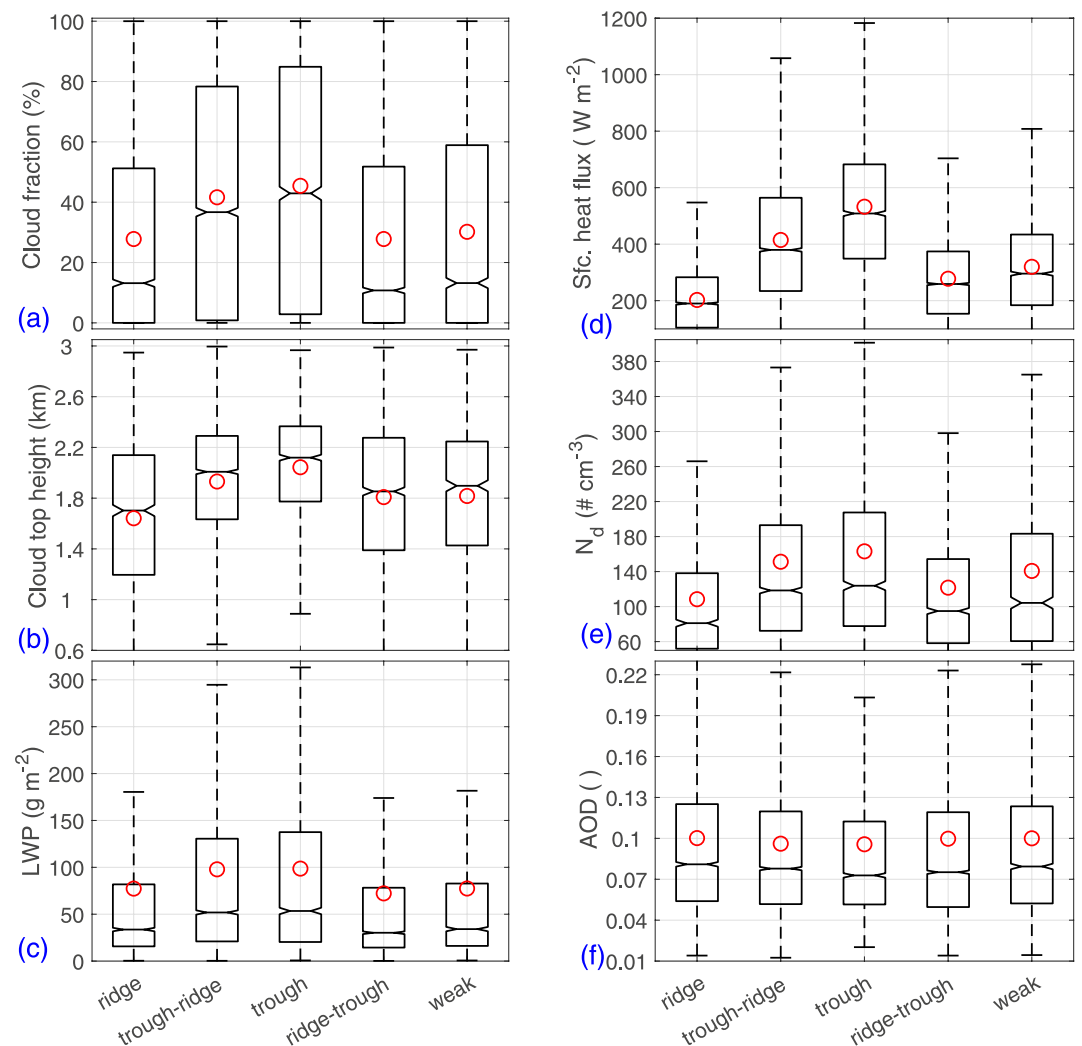 Cloud fraction (%)
100
80
60
40
20
0
(a)
Cloud top height (km)
3
2.6
2.2
1.8
1.4
1
0.6
(b)
LWP (g m-2)
300
250
200
150
100
50
0
(c)
ridge
trough-ridge
trough
ridge-trough
weak
Sfc. heat flux ( W m-2)
1200
1000
800
600
400
200
(d)
Nd (# cm-3)
380
340
300
260
220
180
140
100
60
(e)
AOD ( )
0.22
0.19
0.16
0.13
0.1
0.07
0.04
0.01
(f)
ridge
trough-ridge
trough
ridge-trough
weak